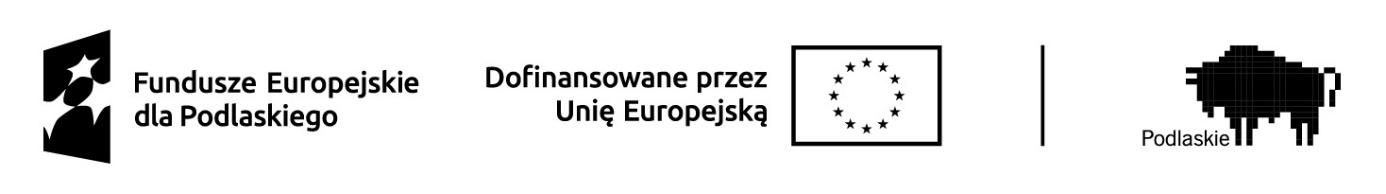 Fundusze Europejskie
dla Podlaskiego
Dofinansowane przez
Unię Europejską
Podlaskie